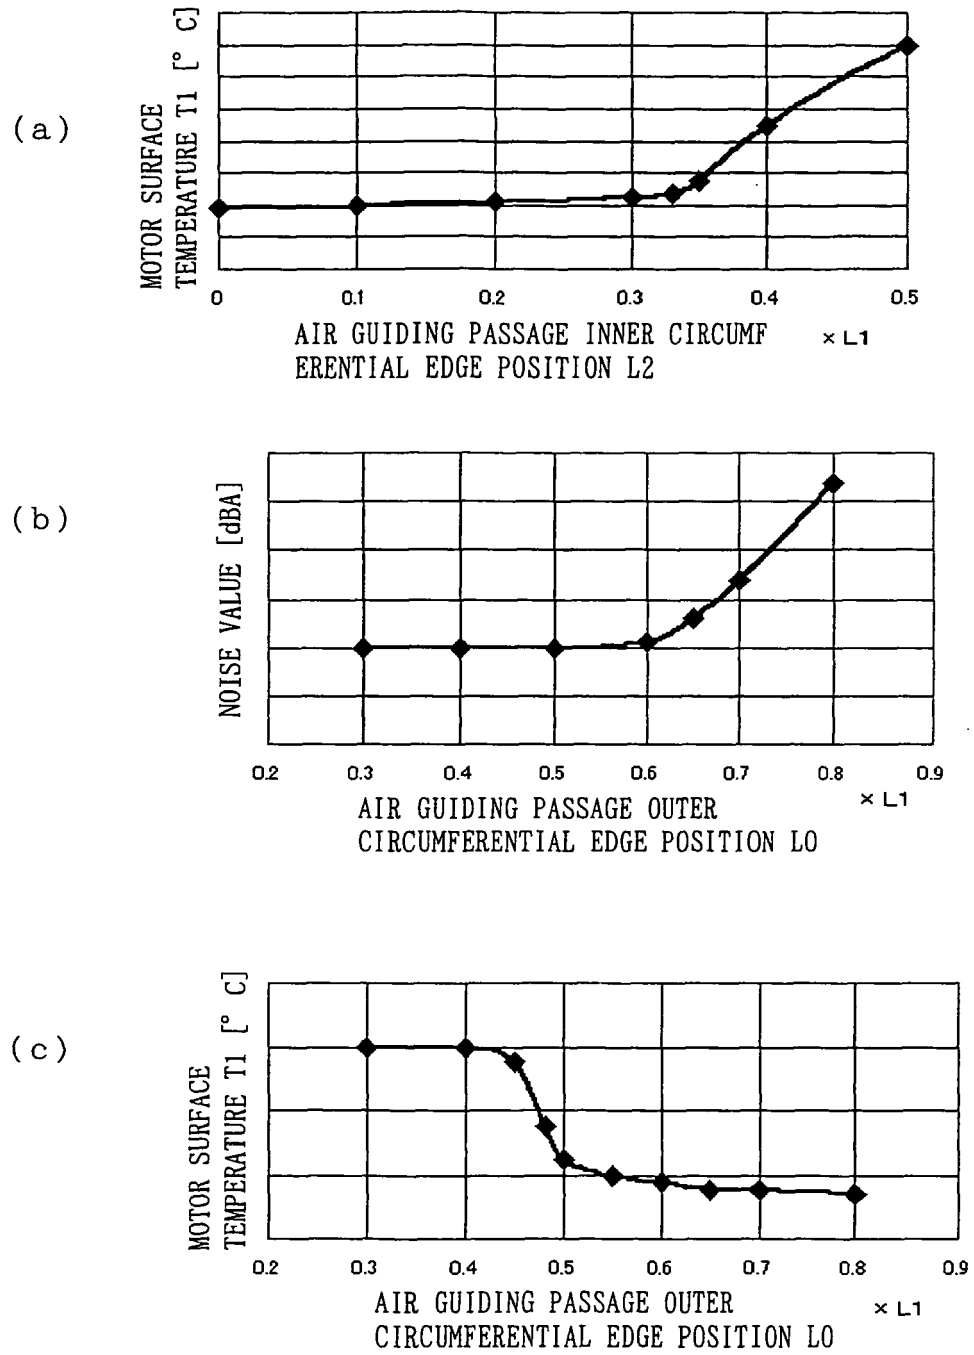 (a)
MOTOR SURFACE
TEMPERATURE T1 [° C]
0 0.1 0.2 0.3 0.4 0.5
AIR GUIDING PASSAGE INNER CIRCUMF × L1
ERENTIAL EDGE POSITION L2
(b)
NOISE VALUE [dBA]
0.2 0.3 0.4 0.5 0.6 0.7 0.8 0.9
× L1
AIR GUIDING PASSAGE OUTER
CIRCUMFERENTIAL EDGE POSITION LO
(c)
MOTOR SURFACE
TEMPERATURE T1 [° C]
0.2 0.3 0.4 0.5 0.6 0.7 0.8 0.9
AIR GUIDING PASSAGE OUTER × L1
CIRCUMFERENTIAL EDGE POSITION LO